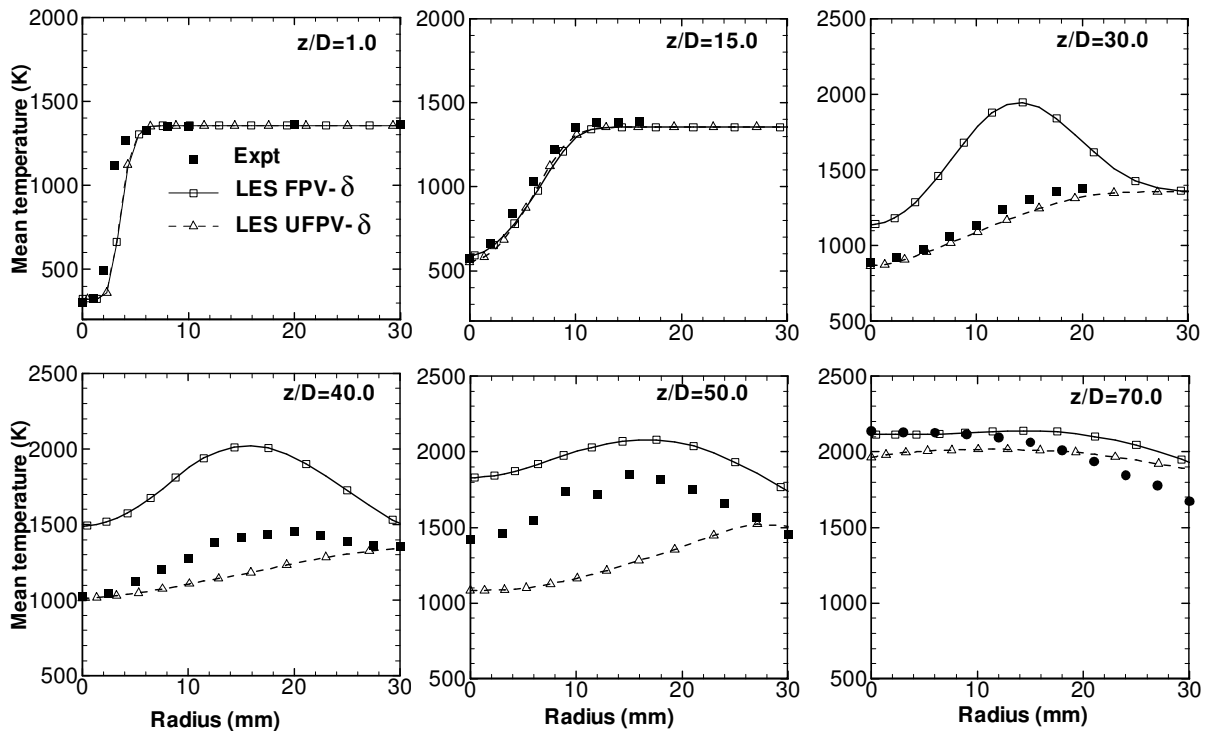 Mean temperature (K)
2000
1500
1000
500
0 10 20 30
z/D=1.0
Expt
LES FPV- δ
LES UFPV- δ
2000
1500
1000
500
0 10 20 30
z/D=15.0
2500
2000
1500
1000
500
0 10 20 30
z/D=30.0
Mean temperature (K)
2500
2000
1500
1000
500
0 10 20 30
z/D=40.0
Radius (mm)
2500
2000
1500
1000
500
0 10 20 30
z/D=50.0
Radius (mm)
2500
2000
1500
1000
500
0 10 20 30
z/D=70.0
Radius (mm)